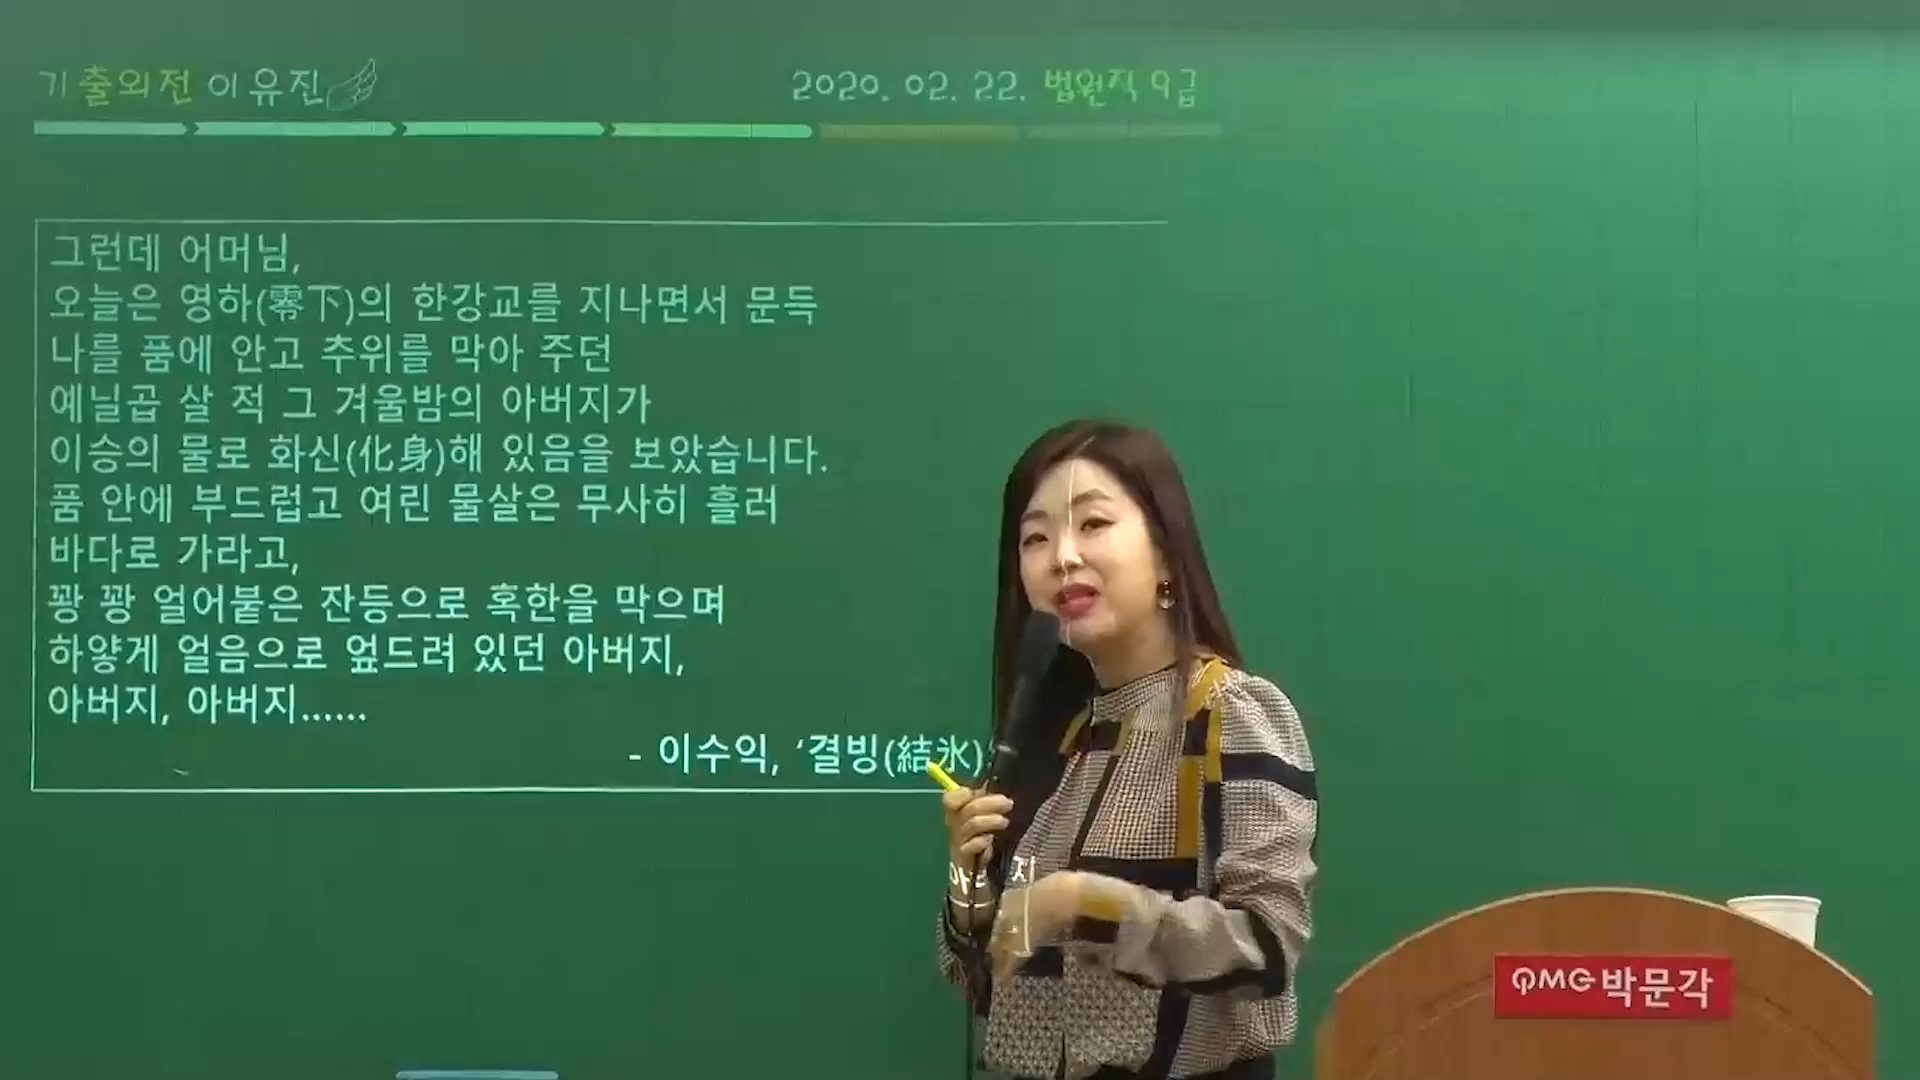 기출외전 이유진
2020. 02. 22. 법원직 9급
그런데 어머님,
오늘은 영하(零下)의 한강교를 지나면서 문득
나를 품에 안고 추위를 막아 주던
예닐곱 살 적 그 겨울밤의 아버지가
이승의 물로 화신(化身)해 있음을 보았습니다.
품 안에 부드럽고 여린 물살은 무사히 흘러
바다로 가라고,
꽝 꽝 얼어붙은 잔등으로 혹한을 막으며
하얗게 얼음으로 엎드려 있던 아버지,
아버지, 아버지……
- 이수익, ‘결빙(結氷)
PMG 박문각